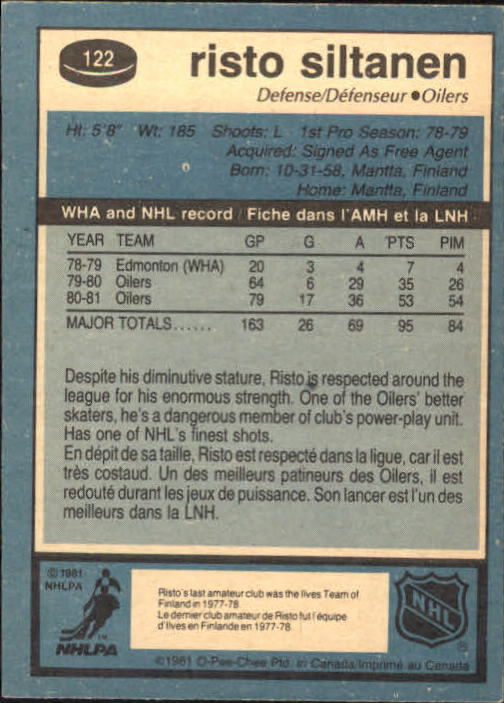 122
risto siltanen
Defense/Défenseur ● Oilers
Ht: 5'8" Wt: 185 Shoots: L 1st Pro Season: 78-79
Acquired: Signed As Free Agent
Born: 10-31-58, Mantta, Finland
Home: Mantta, Finland
WHA and NHL record / Fiche dans l'AMH et la LNH
YEAR TEAM GP G A PTS PIM
78-79 Edmonton (WHA) 20 3 4 7 4
79-80 Oilers 64 6 29 35 26
80-81 Oilers 79 17 36 53 54
MAJOR TOTALS...... 163 26 69 95 84
Despite his diminutive stature, Risto is respected around the
league for his enormous strength. One of the Oilers' better
skaters, he's a dangerous member of club's power-play unit.
Has one of NHL's finest shots.
En dépit de sa taille, Risto est respecté dans la ligue, car il est
très costaud. Un des meilleurs patineurs des Oilers, il est
redouté durant les jeux de puissance. Son lancer est l'un des
meilleurs dans la LNH.
© 1981
NHLPA
NHLPA
Risto's last amateur club was the Ilves Team of
Finland in 1977-78.
Le dernier club amateur de Risto fut l'équipe
d'Ilves en Finlande en 1977-78.
NHL
®
©1981 O-Pee-Chee Ptd. in Canada/Imprimé au Canada